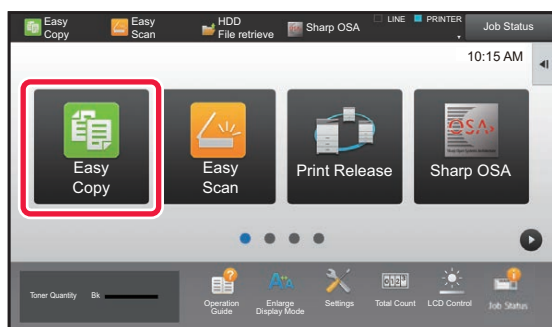 Easy Copy
Easy Scan
HDD File retrieve
Sharp OSA
LINE
PRINTER
Job Status
10:15 AM
Easy Copy
Easy Scan
Print Release
Sharp OSA
OSA
Toner Quantity Bk
Operation Guide
Enlarge Display Mode
Settings
Total Count
LCD Control
Job Status